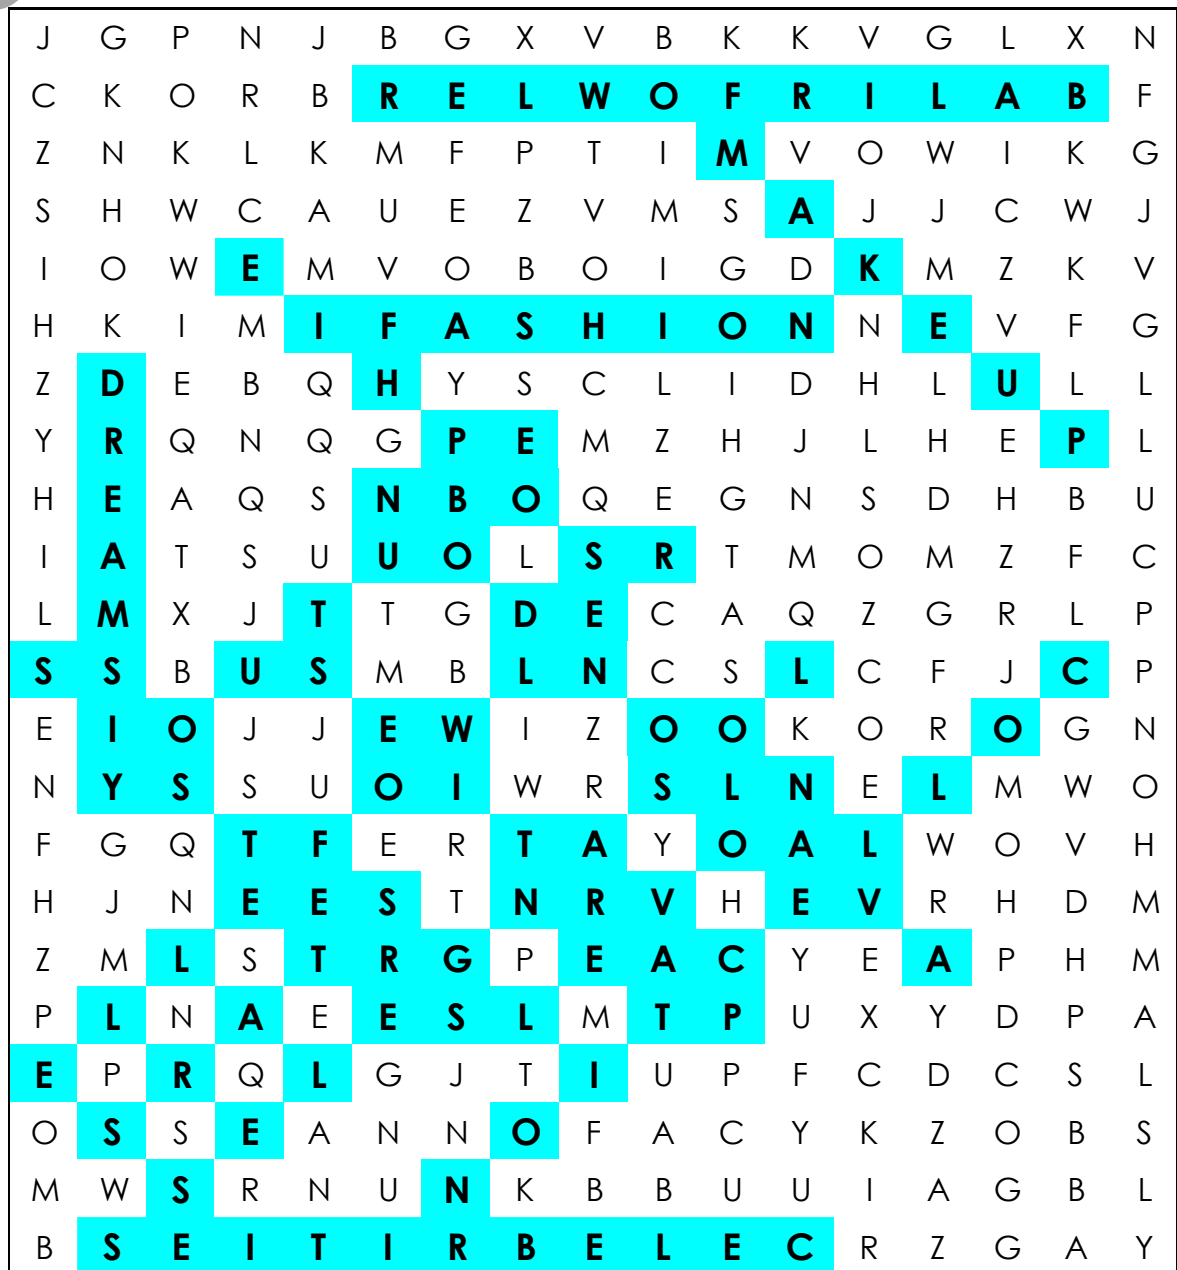 J G P N J B G X V B K K V G L X N
C K O R B R E L W O F R I L A B F
Z N K L K M F P T I M V O W I K G
S H W C A U E Z V M S A J J C W J
I O W E M V O B O I G D K M Z K V
H K I M I F A S H I O N N E V F G
Z D E B Q H Y S C L I D H L U L L
Y R Q N Q G P E M Z H J L H E P L
H E A Q S N B O Q E G N S D H B U
I A T S U U O L S R T M O M Z F C
L M X J T T G D E C A Q Z G R L P
S S B U S M B L N C S L C F J C P
E I O J J E W I Z O O K O R O G N
N Y S S U O I W R S L N E L M W O
F G Q T F E R T A Y O A L W O V H
H J N E E S T N R V H E V R H D M
Z M L S T R G P E A C Y E A P H M
P L N A E E S L M T P U X Y D P A
E P R Q L G J T I U P F C D C S L
O S S E A N N O F A C Y K Z O B S
M W S R N U N K B B U U I A G B L
B S E I T I R B E L E C R Z G A Y